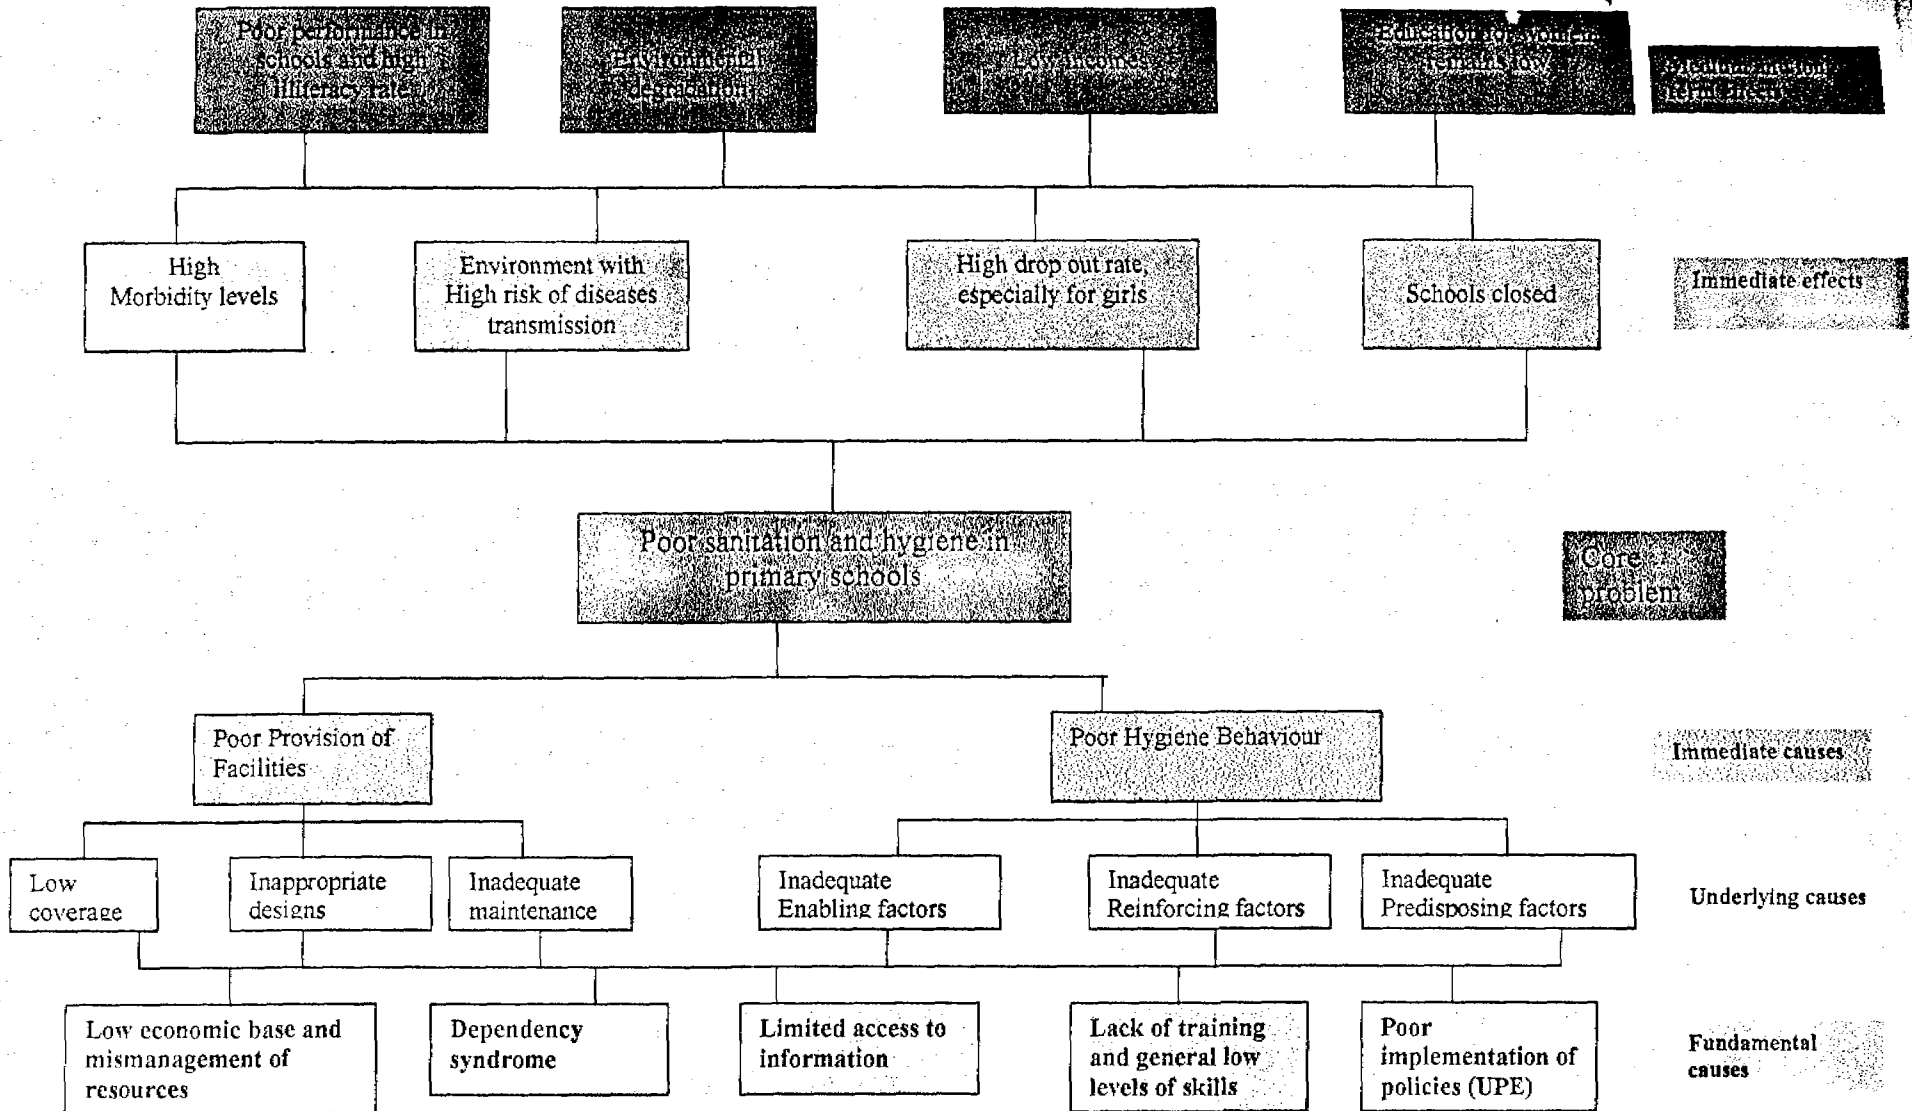 Poor performance in
schools and high
illiteracy rate
Environmental
degradation
Low incomes
Education for women
remains low
Term effects
High
Morbidity levels
Environment with
High risk of diseases
transmission
High drop out rate,
especially for girls
Schools closed
Immediate effects
Poor sanitation and hygiene in
primary schools
Core
problem
Poor Provision of
Facilities
Poor Hygiene Behaviour
Immediate causes
Low
coverage
Inappropriate
designs
Inadequate
maintenance
Inadequate
Enabling factors
Inadequate
Reinforcing factors
Inadequate
Predisposing factors
Underlying causes
Low economic base and
mismanagement of
resources
Dependency
syndrome
Limited access to
information
Lack of training
and general low
levels of skills
Poor
implementation of
policies (UPE)
Fundamental
causes